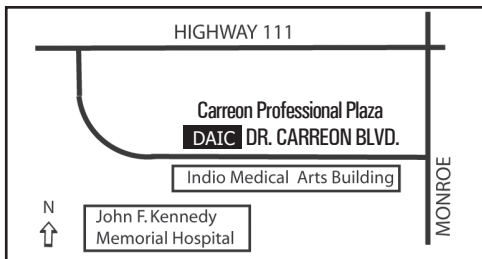 HIGHWAY 111
Carreon Professional Plaza
DAIC DR. CARREON BLVD.
Indio Medical Arts Building
MONROE
N
John F. Kennedy
Memorial Hospital